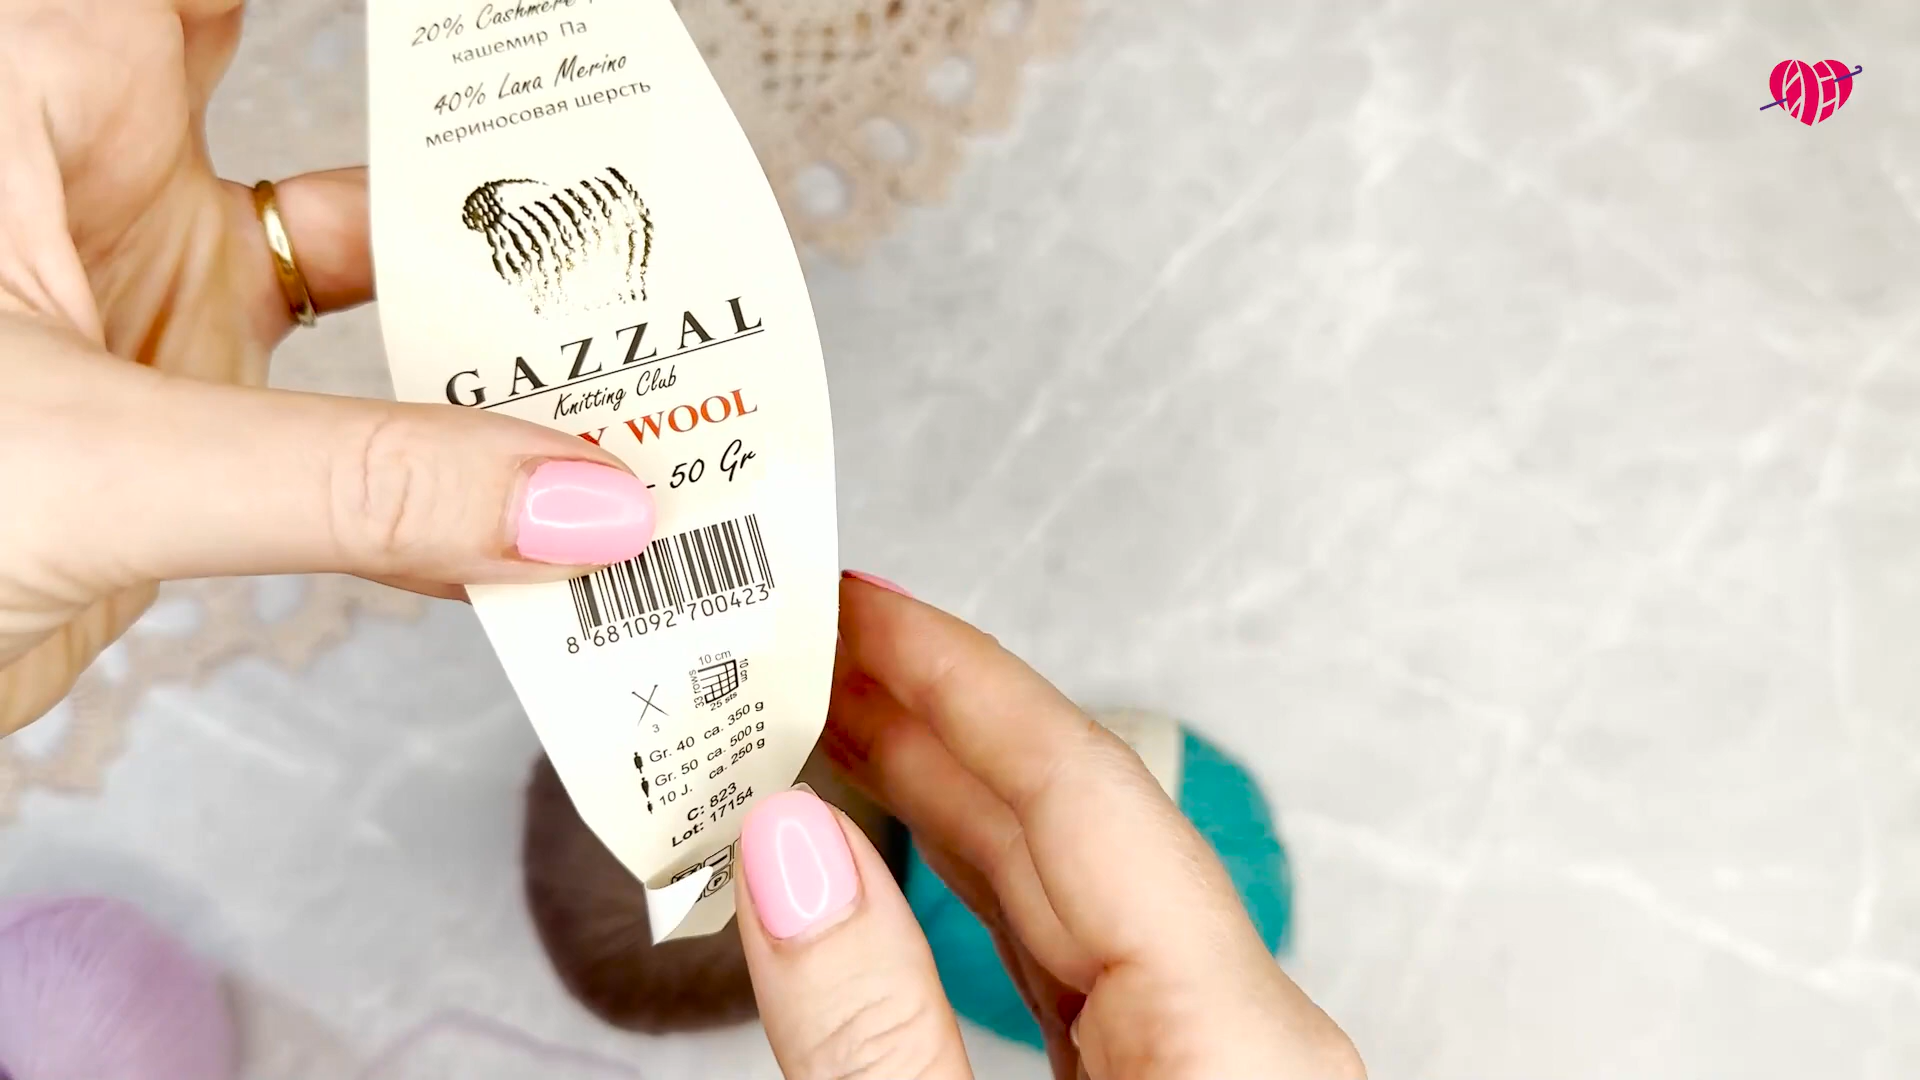 20% Cashmere
кашемир Па
40% Lana Merino
мериносовая шерсть
GAZZAL
Knitting Club
Y WOOL
- 50 Gr
8 681092 700423
10 cm
10 cm
33 rows
25 sts
3
Gr. 40 ca. 350 g
Gr. 50 ca. 500 g
10 J. ca. 250 g
C: 823
Lot: 17154
P